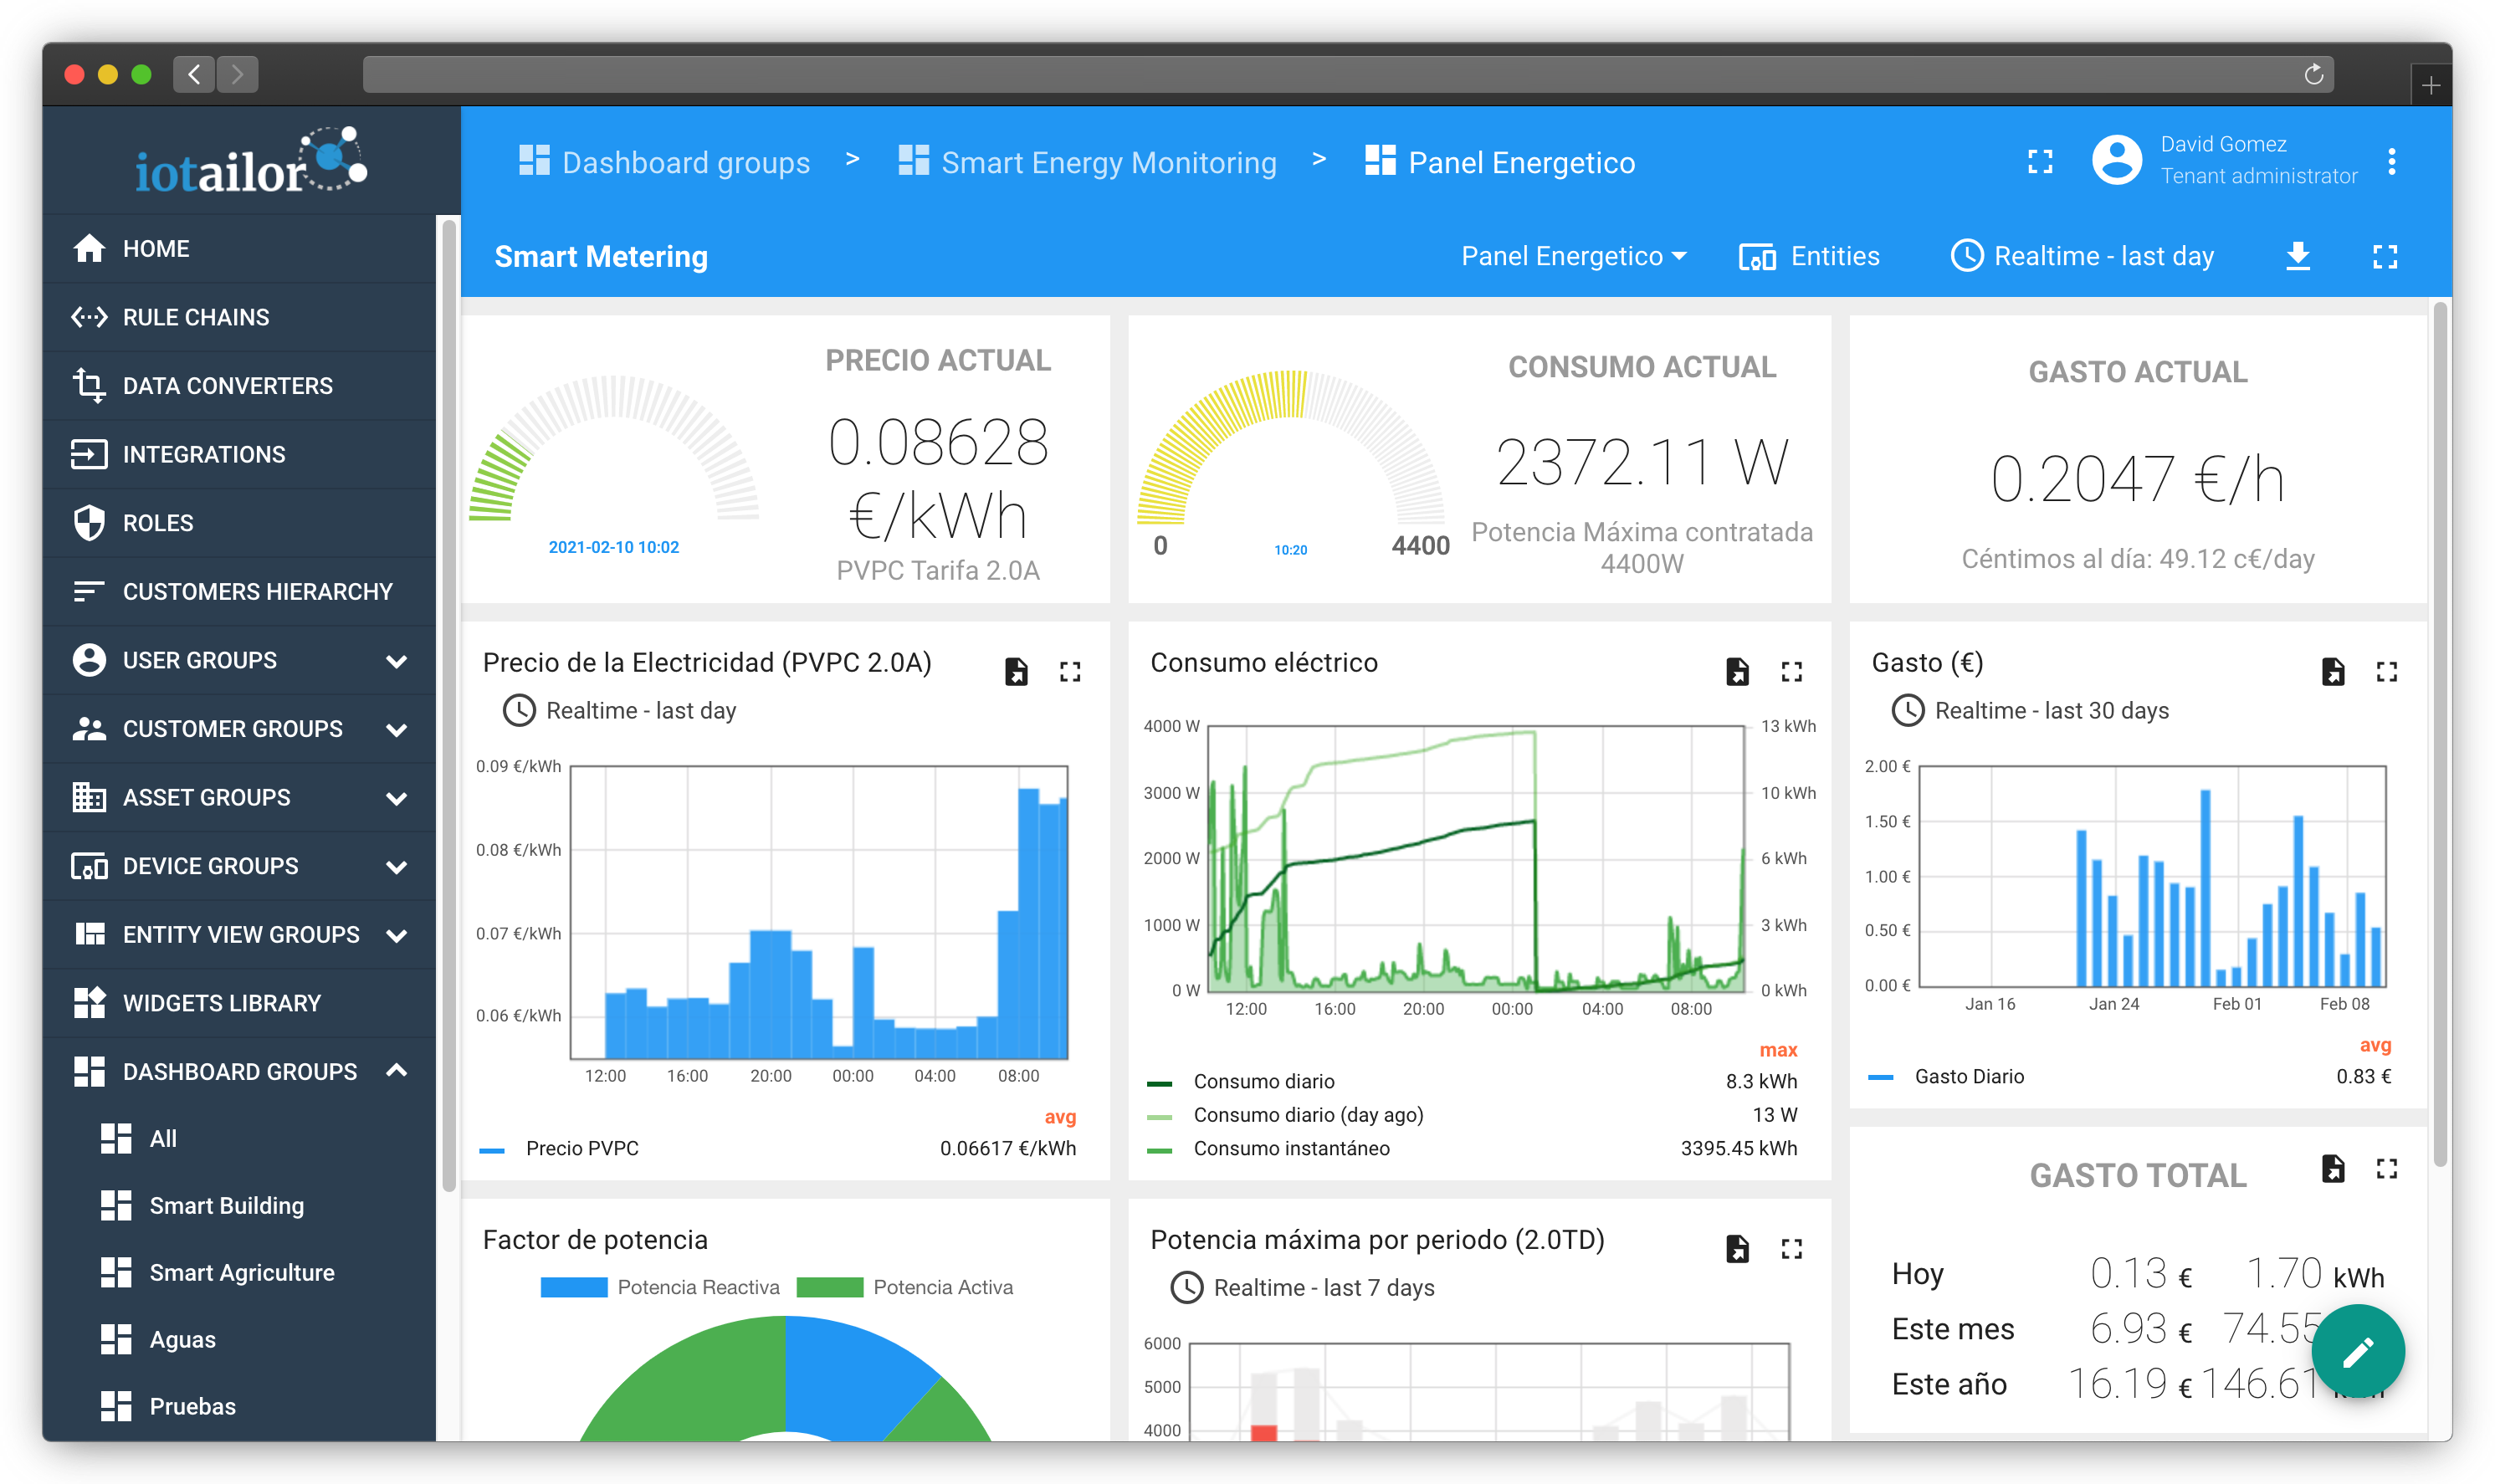 iotailor
Dashboard groups > Smart Energy Monitoring > Panel Energetico
David Gomez
Tenant administrator
Smart Metering
Panel Energetico
Entities
Realtime - last day
HOME
RULE CHAINS
DATA CONVERTERS
INTEGRATIONS
ROLES
CUSTOMERS HIERARCHY
USER GROUPS
CUSTOMER GROUPS
ASSET GROUPS
DEVICE GROUPS
ENTITY VIEW GROUPS
WIDGETS LIBRARY
DASHBOARD GROUPS
All
Smart Building
Smart Agriculture
Aguas
Pruebas
PRECIO ACTUAL
0.08628
€/kWh
PVPC Tarifa 2.0A
2021-02-10 10:02
CONSUMO ACTUAL
2372.11 W
Potencia Máxima contratada
4400W
0
10:20
4400
GASTO ACTUAL
0.2047 €/h
Céntimos al día: 49.12 c€/day
Precio de la Electricidad (PVPC 2.0A)
Realtime - last day
0.09 €/kWh
0.08 €/kWh
0.07 €/kWh
0.06 €/kWh
12:00 16:00 20:00 00:00 04:00 08:00
avg
Precio PVPC 0.06617 €/kWh
Consumo eléctrico
4000 W 13 kWh
3000 W 10 kWh
2000 W 6 kWh
1000 W 3 kWh
0 W 0 kWh
12:00 16:00 20:00 00:00 04:00 08:00
max
Consumo diario 8.3 kWh
Consumo diario (day ago) 13 W
Consumo instantáneo 3395.45 kWh
Gasto (€)
Realtime - last 30 days
2.00 €
1.50 €
1.00 €
0.50 €
0.00 €
Jan 16 Jan 24 Feb 01 Feb 08
avg
Gasto Diario 0.83 €
Factor de potencia
Potencia Reactiva Potencia Activa
Potencia máxima por periodo (2.0TD)
Realtime - last 7 days
6000
5000
4000
GASTO TOTAL
Hoy 0.13 € 1.70 kWh
Este mes 6.93 € 74.55
Este año 16.19 € 146.61